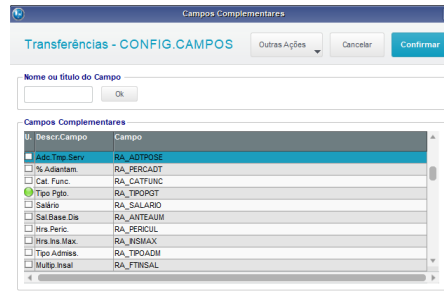 Campos Complementares
Transferências - CONFIG.CAMPOS
Outras Ações
Cancelar
Confirmar
Nome ou titulo do Campo
Ok
Campos Complementares
U. Descr.Campo Campo
Adc.Tmp.Serv RA_ADTPOSE
% Adiantam. RA_PERCADT
Cat. Func. RA_CATFUNC
Tipo Pgto. RA_TIPOPGT
Salário RA_SALARIO
Sal.Base.Dis RA_ANTEAUM
Hrs.Peric. RA_PERICUL
Hrs.Ins.Max. RA_INSMAX
Tipo Admiss. RA_TIPOADM
Multip.Insal RA_FTINSAL